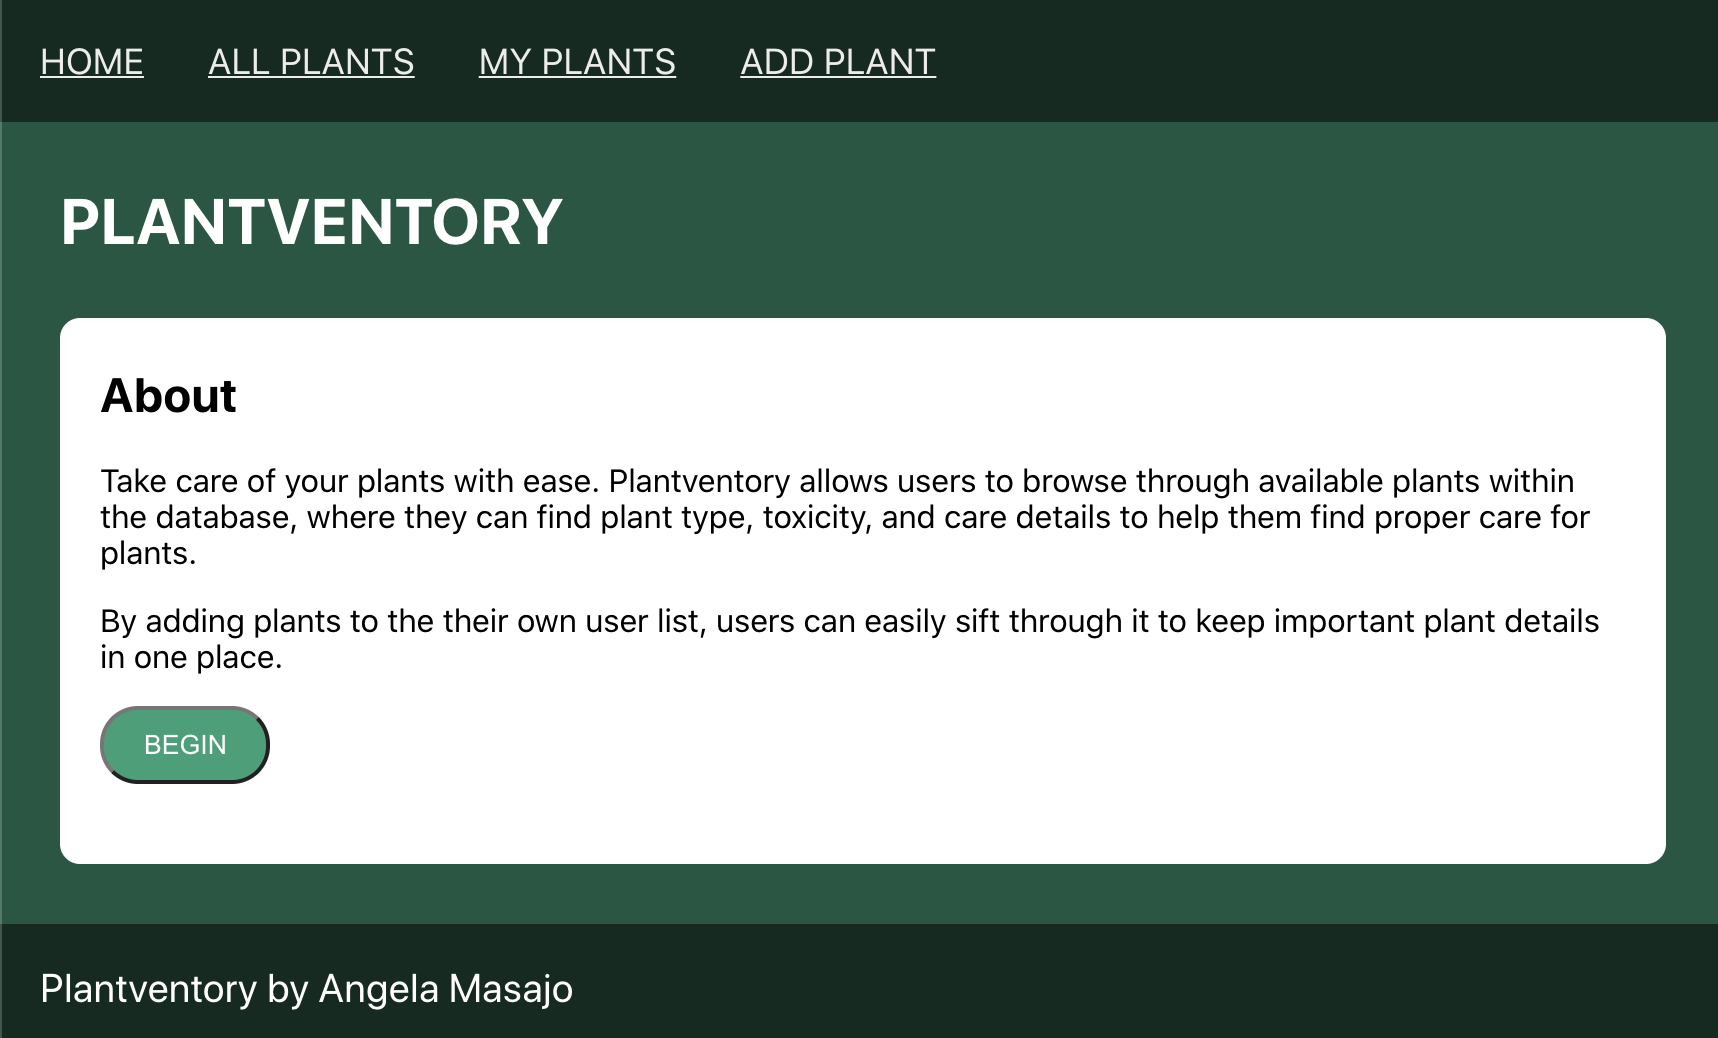 HOME ALL PLANTS MY PLANTS ADD PLANT
PLANTVENTORY
About
Take care of your plants with ease. Plantventory allows users to browse through available plants within
the database, where they can find plant type, toxicity, and care details to help them find proper care for
plants.
By adding plants to the their own user list, users can easily sift through it to keep important plant details
in one place.
BEGIN
Plantventory by Angela Masajo